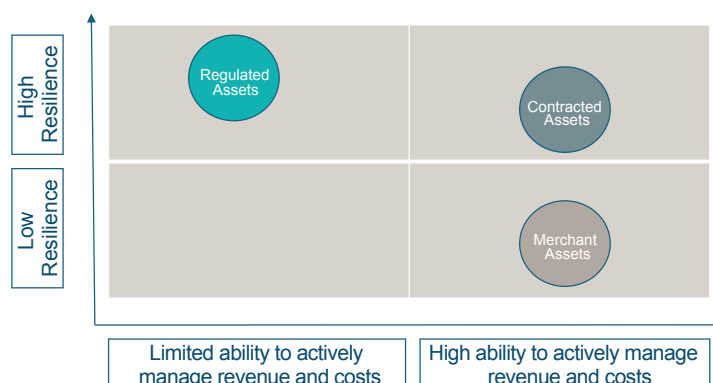 High
Resilience
Regulated
Assets
Contracted
Assets
Low
Resilience
Merchant
Assets
Limited ability to actively
manage revenue and costs
High ability to actively manage
revenue and costs